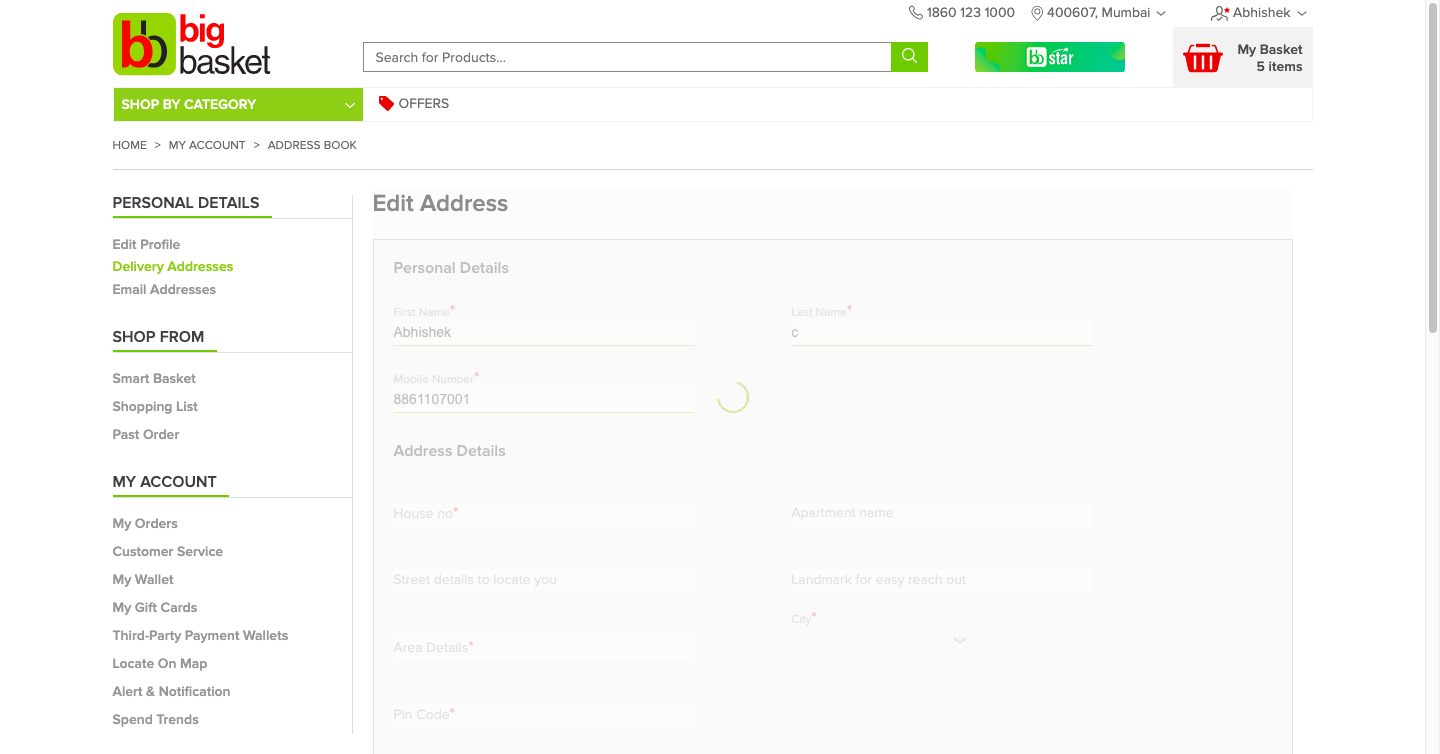 1860 123 1000
400607, Mumbai
Abhishek
bb big basket
Search for Products...
bb star
My Basket
5 items
SHOP BY CATEGORY
OFFERS
HOME > MY ACCOUNT > ADDRESS BOOK
PERSONAL DETAILS
Edit Profile
Delivery Addresses
Email Addresses
SHOP FROM
Smart Basket
Shopping List
Past Order
MY ACCOUNT
My Orders
Customer Service
My Wallet
My Gift Cards
Third-Party Payment Wallets
Locate On Map
Alert & Notification
Spend Trends
Edit Address
Personal Details
First Name*
Abhishek
Last Name*
c
Mobile Number*
8861107001
Address Details
House no*
Apartment name
Street details to locate you
Landmark for easy reach out
City*
Area Details*
Pin Code*